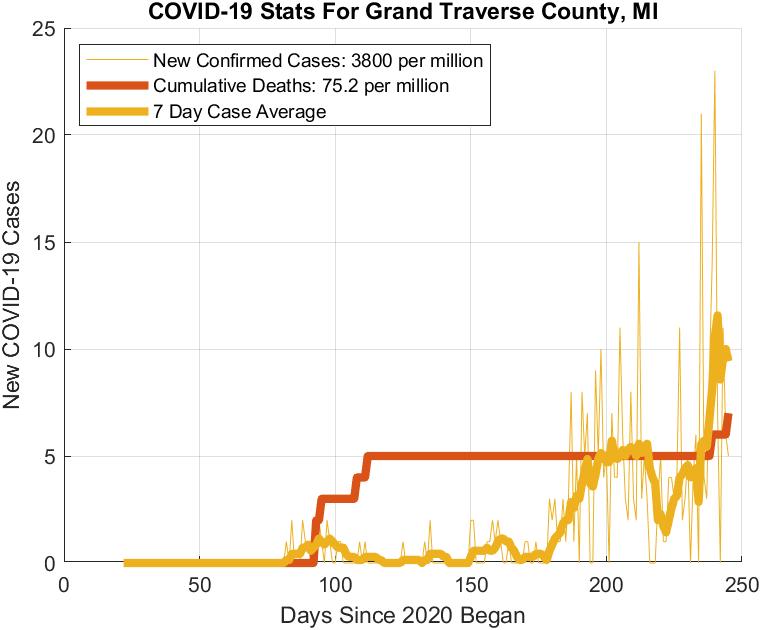 COVID-19 Stats For Grand Traverse County, MI
25
New Confirmed Cases: 3800 per million
Cumulative Deaths: 75.2 per million
7 Day Case Average
20
15
10
5
0
New COVID-19 Cases
0 50 100 150 200 250
Days Since 2020 Began